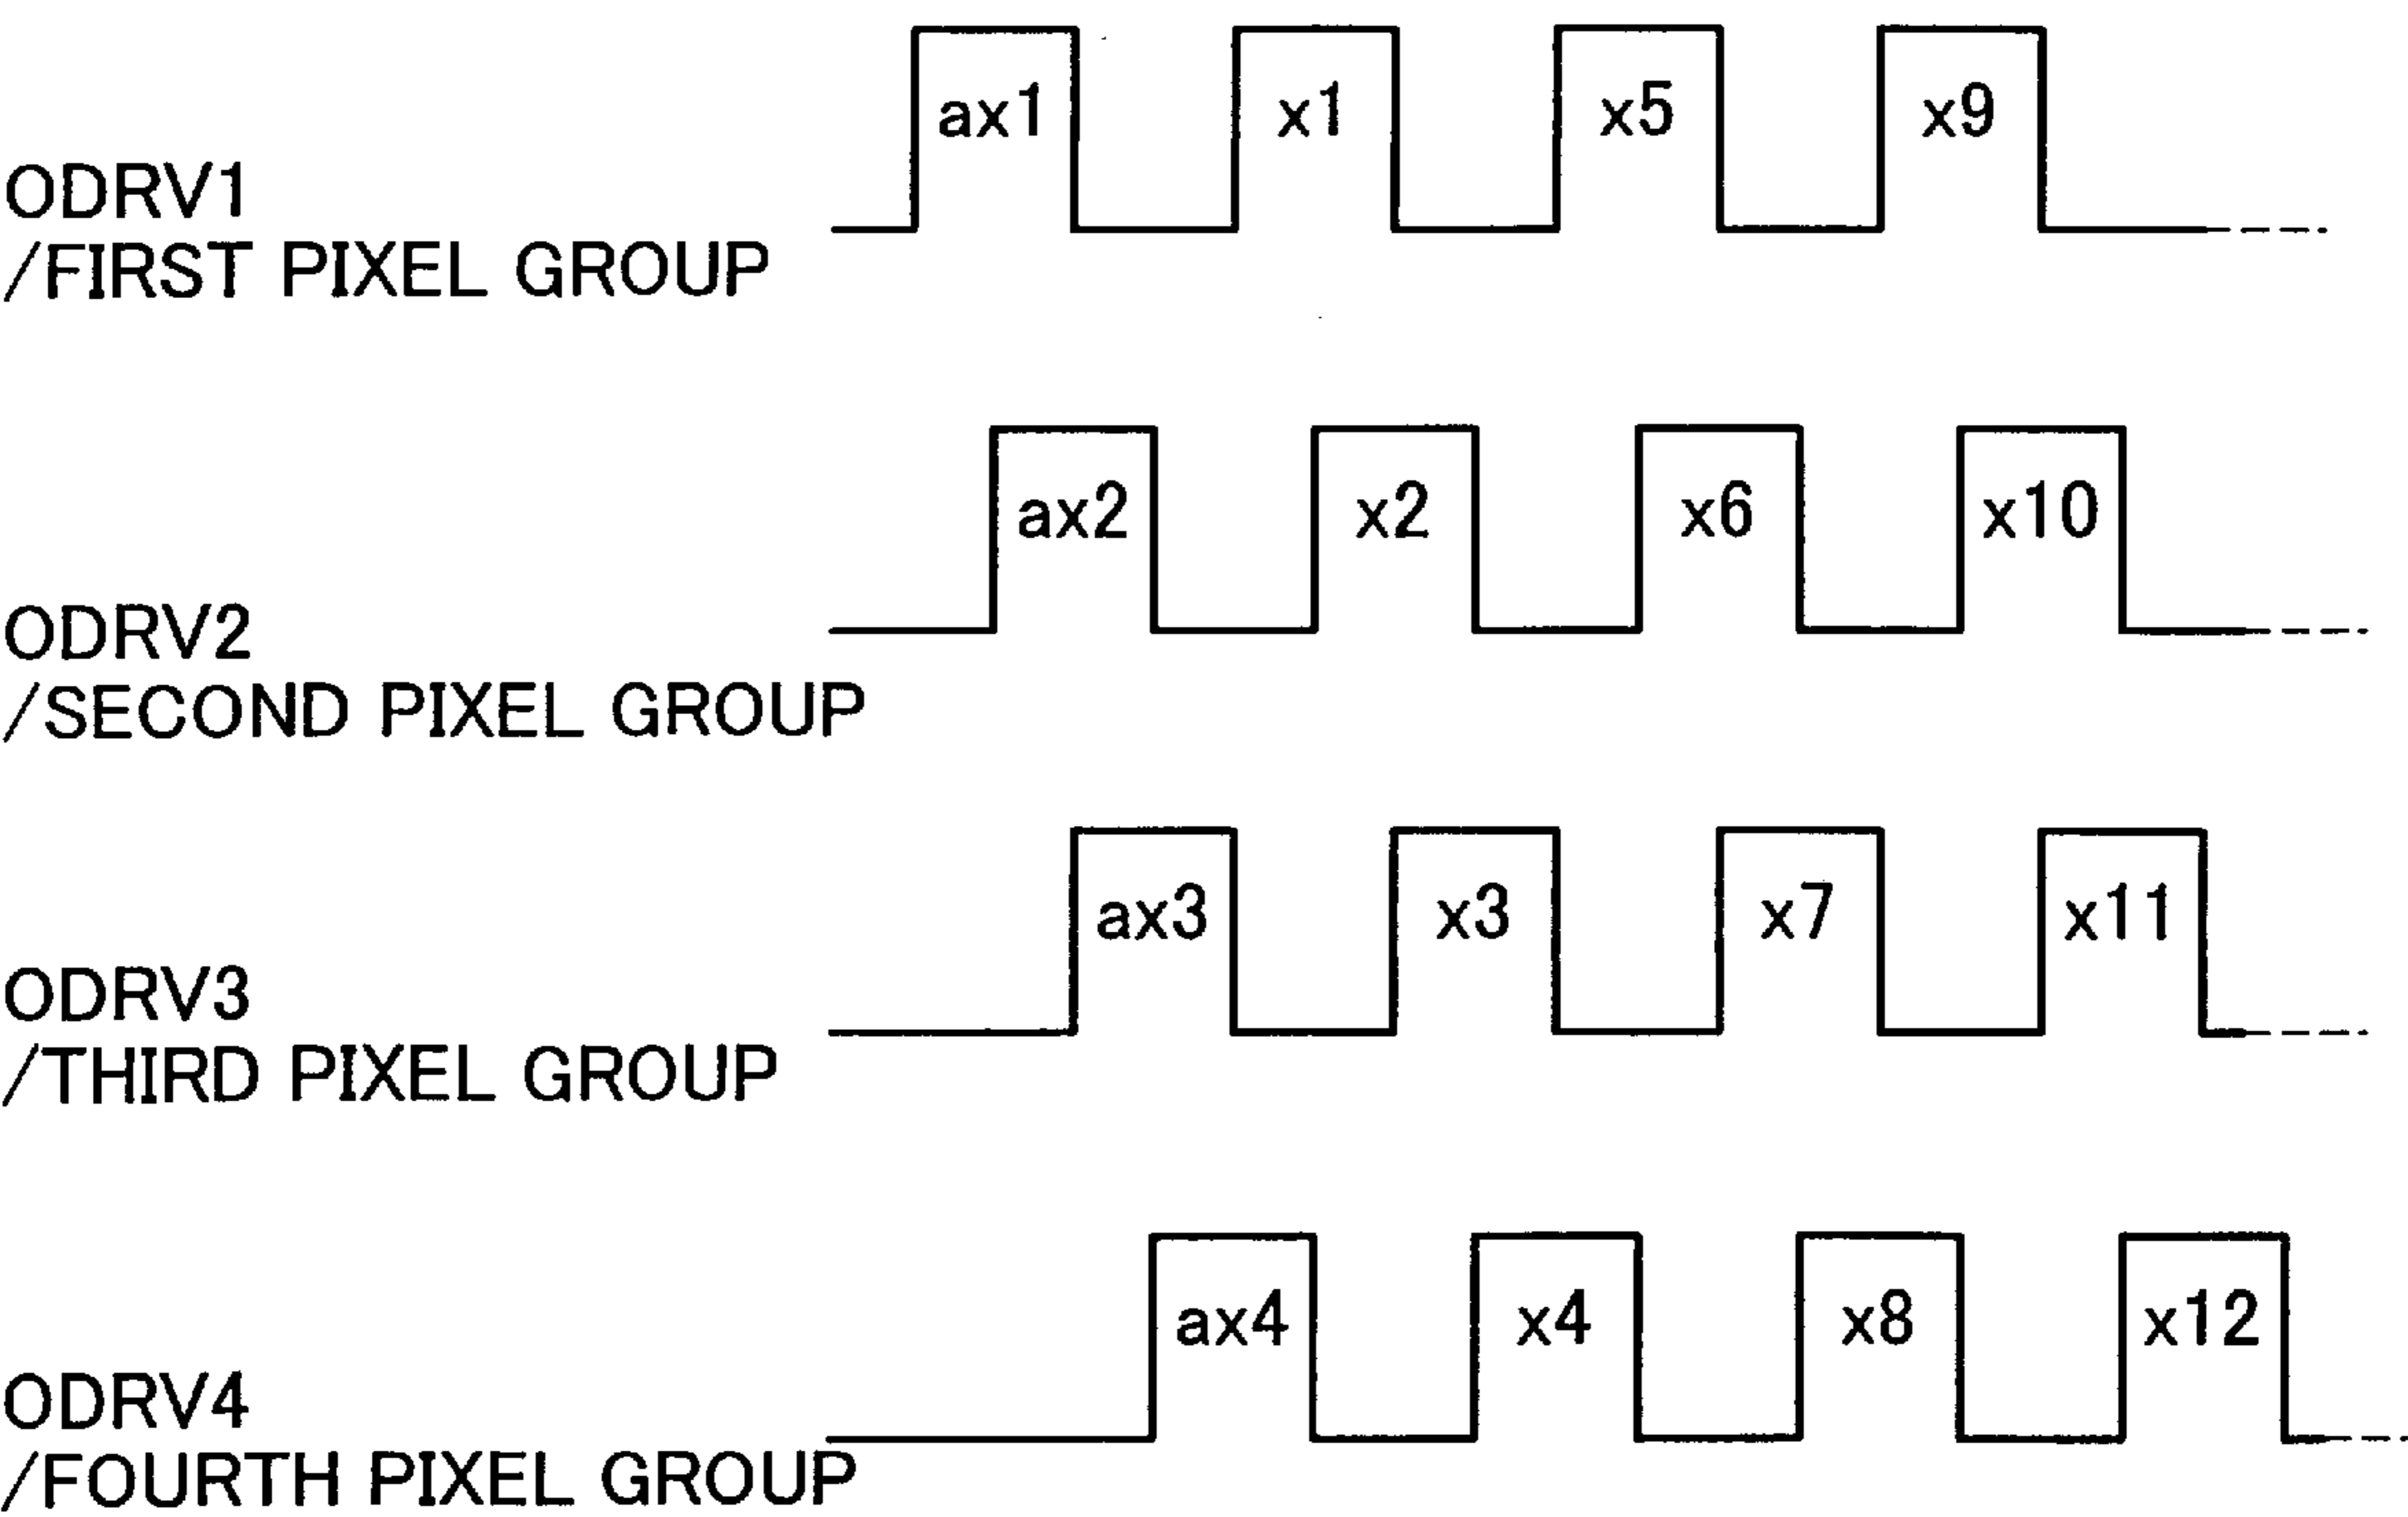 ax1 x1 x5 x9
ODRV1
/FIRST PIXEL GROUP
ax2 x2 x6 x10
ODRV2
/SECOND PIXEL GROUP
ax3 x3 x7 x11
ODRV3
/THIRD PIXEL GROUP
ax4 x4 x8 x12
ODRV4
/FOURTH PIXEL GROUP